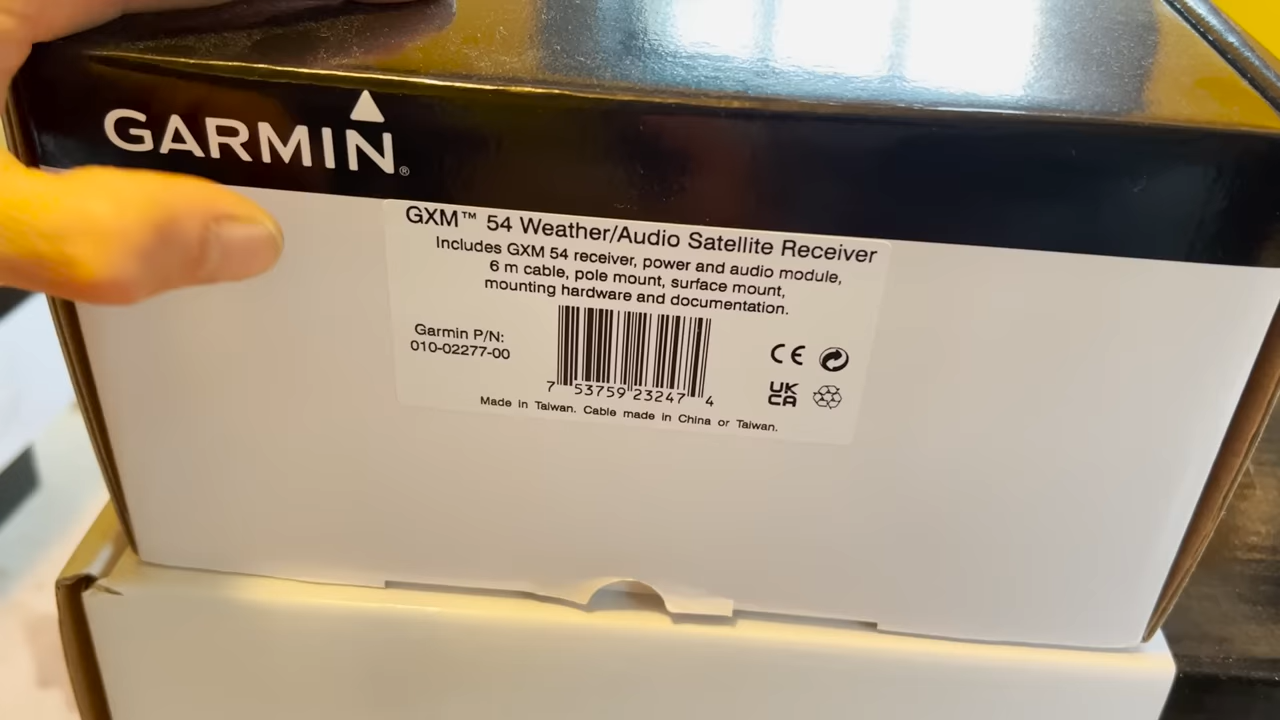 GARMIN®
GXM™ 54 Weather/Audio Satellite Receiver
Includes GXM 54 receiver, power and audio module,
6 m cable, pole mount, surface mount,
mounting hardware and documentation.
Garmin P/N:
010-02277-00
7 53759 23247 4
CE
UK
CA
Made in Taiwan. Cable made in China or Taiwan.